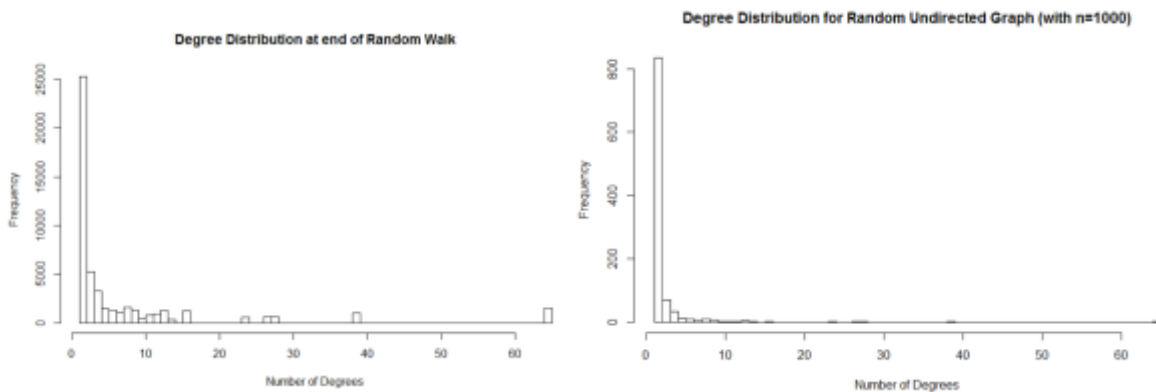 Degree Distribution at end of Random Walk
Frequency
25000
20000
15000
10000
5000
0
0 10 20 30 40 50 60
Number of Degrees
Degree Distribution for Random Undirected Graph (with n=1000)
Frequency
800
600
400
200
0
0 10 20 30 40 50 60
Number of Degrees